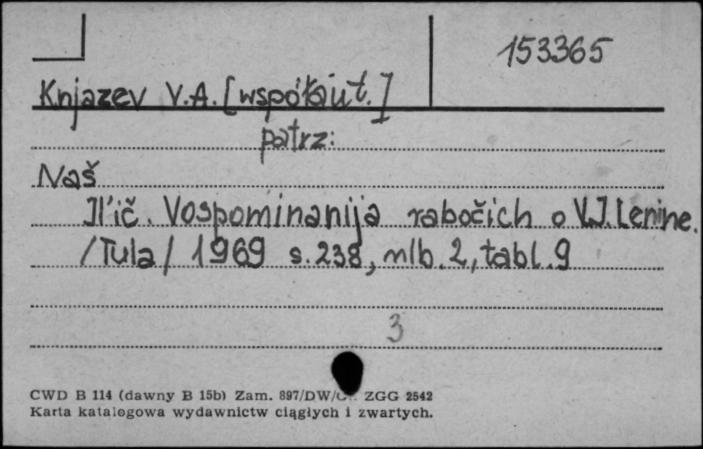 153365
Knjazev V.A. [współaut.]
patrz:
Naš
Il'ič. Vospominanija rabočich o V.I. Lenine.
/Tula/ 1969 s. 238, nlb. 2, tabl. 9
3
CWD B 114 (dawny B 15b) Zam. 897/DW/ ZGG 2542
Karta katalogowa wydawnictw ciągłych i zwartych.